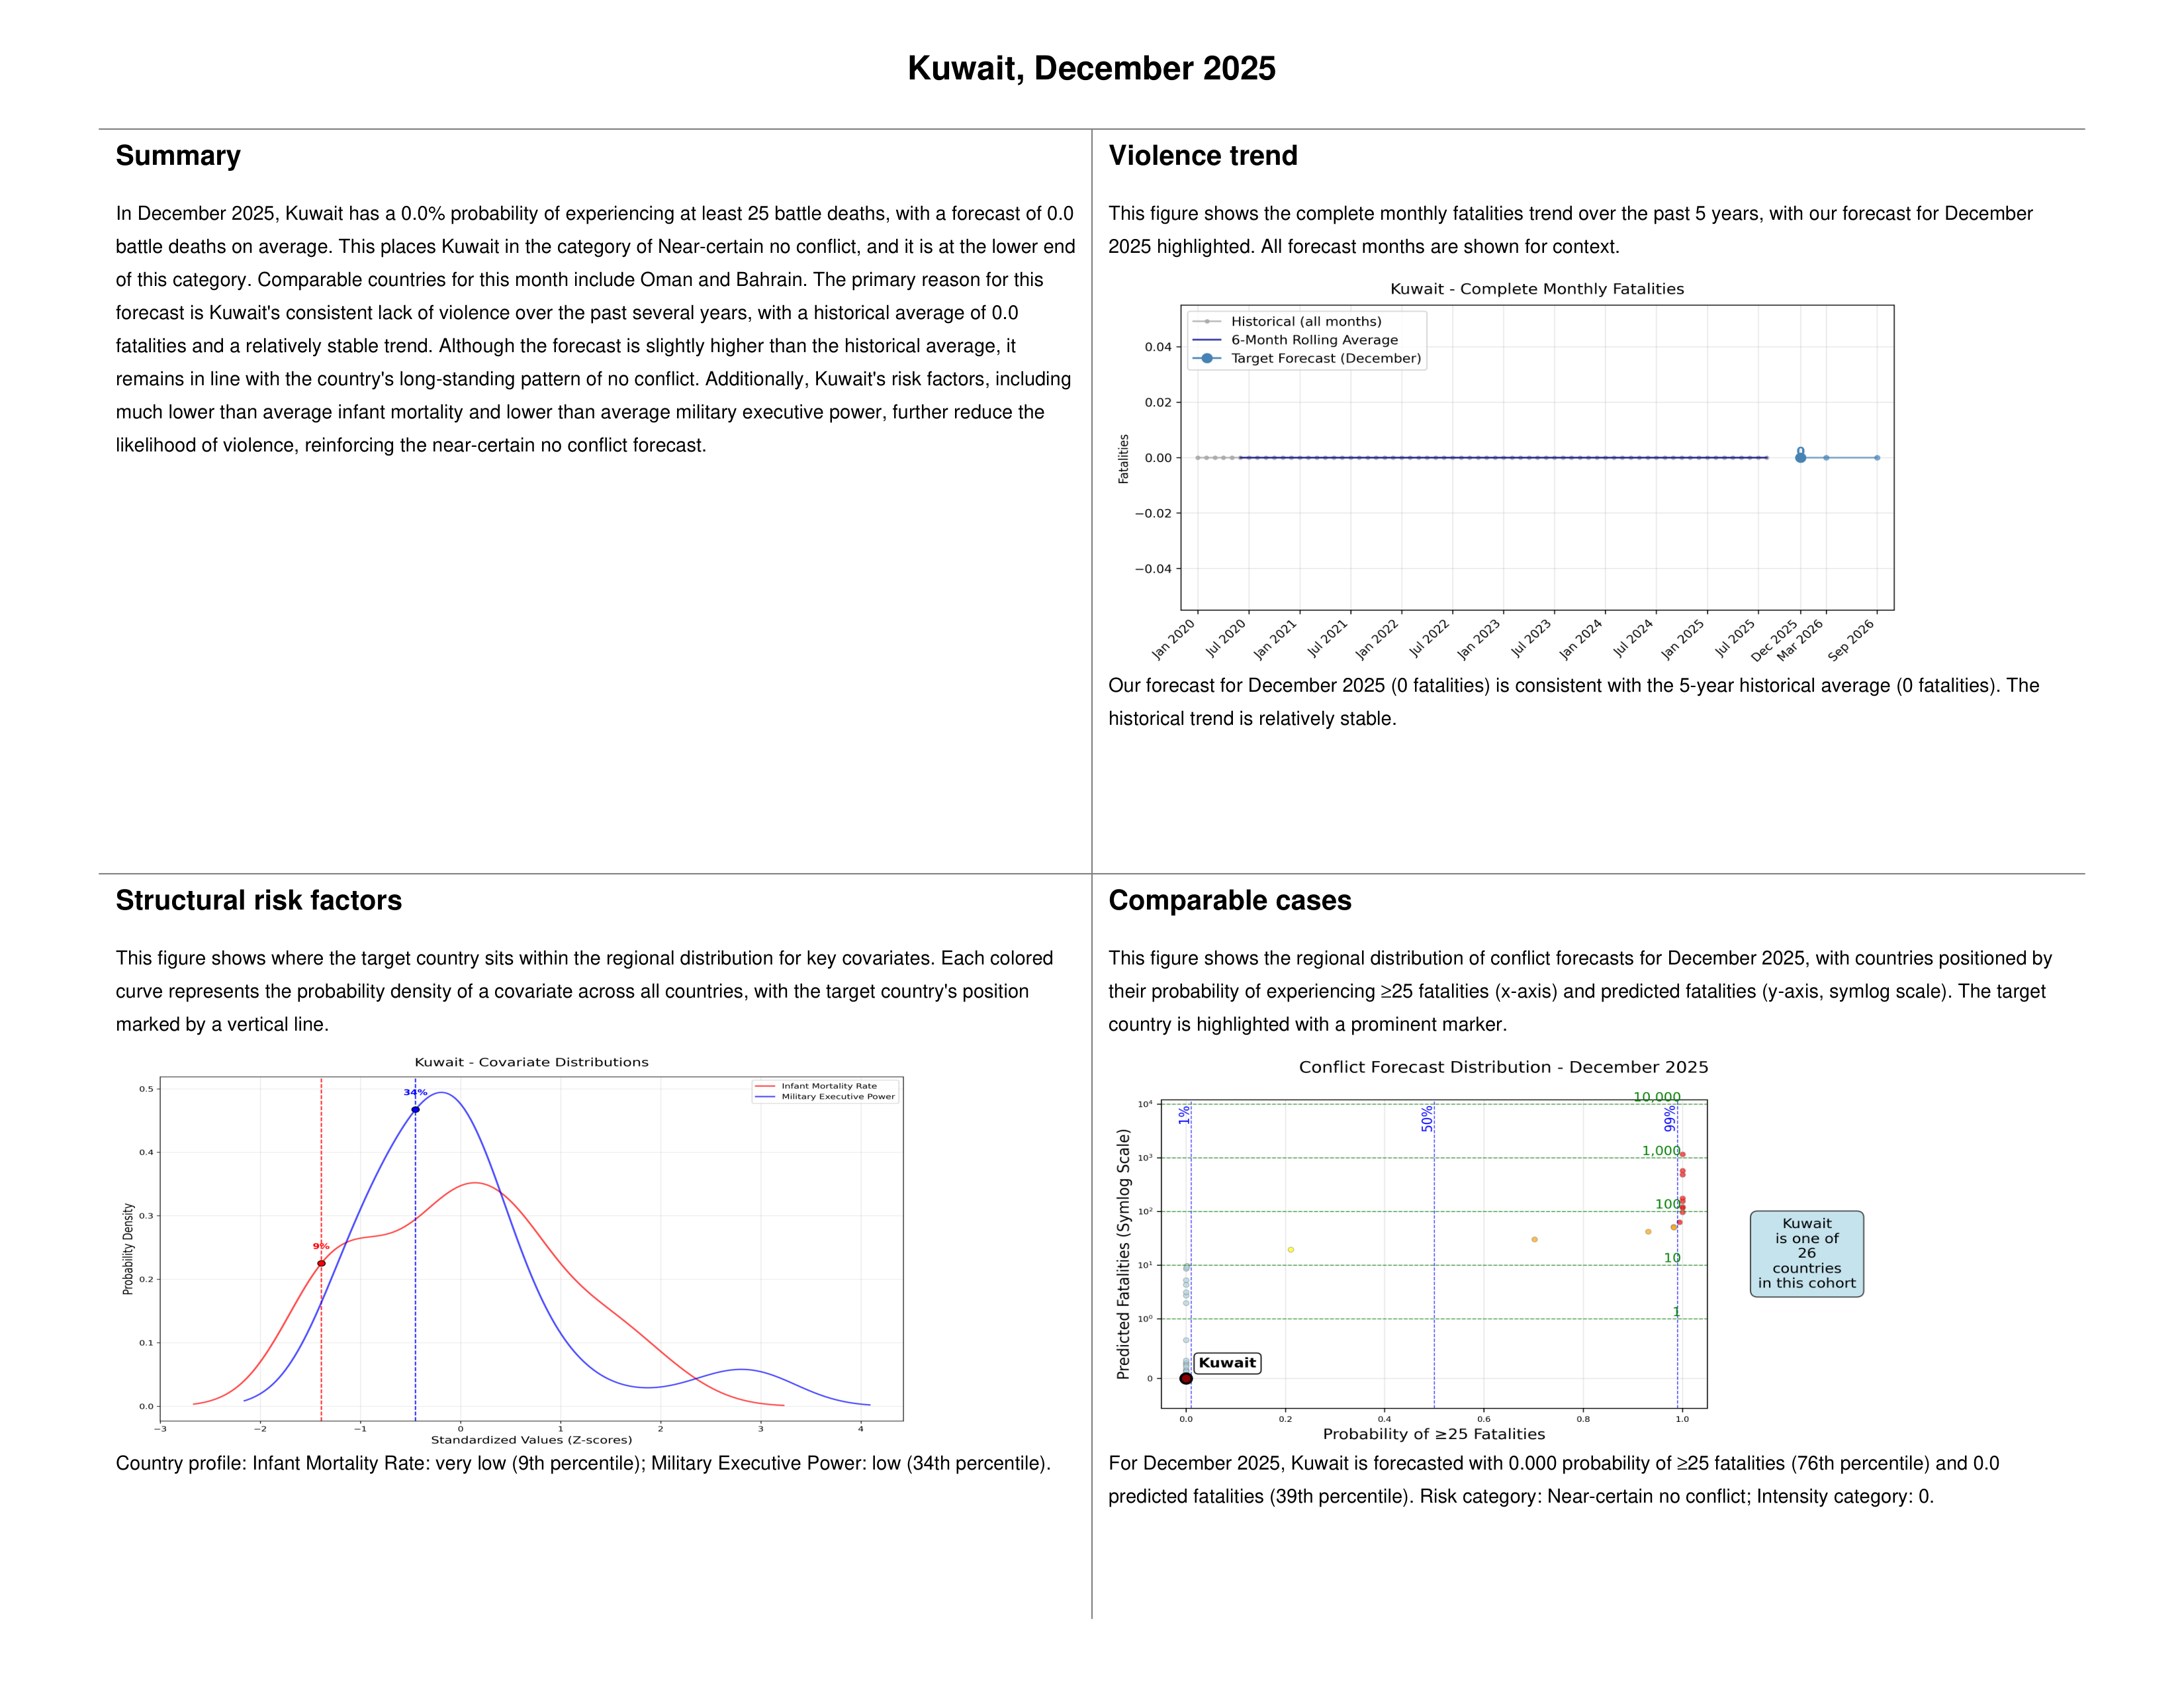 Kuwait, December 2025
Summary
In December 2025, Kuwait has a 0.0% probability of experiencing at least 25 battle deaths, with a forecast of 0.0
battle deaths on average. This places Kuwait in the category of Near-certain no conflict, and it is at the lower end
of this category. Comparable countries for this month include Oman and Bahrain. The primary reason for this
forecast is Kuwait's consistent lack of violence over the past several years, with a historical average of 0.0
fatalities and a relatively stable trend. Although the forecast is slightly higher than the historical average, it
remains in line with the country's long-standing pattern of no conflict. Additionally, Kuwait's risk factors, including
much lower than average infant mortality and lower than average military executive power, further reduce the
likelihood of violence, reinforcing the near-certain no conflict forecast.
Violence trend
This figure shows the complete monthly fatalities trend over the past 5 years, with our forecast for December
2025 highlighted. All forecast months are shown for context.
Kuwait - Complete Monthly Fatalities
Historical (all months)
6-Month Rolling Average
Target Forecast (December)
0.04
0.02
0.00
−0.02
−0.04
Fatalities
0
Jan 2020
Jul 2020
Jan 2021
Jul 2021
Jan 2022
Jul 2022
Jan 2023
Jul 2023
Jan 2024
Jul 2024
Jan 2025
Jul 2025
Dec 2025
Mar 2026
Sep 2026
Our forecast for December 2025 (0 fatalities) is consistent with the 5-year historical average (0 fatalities). The
historical trend is relatively stable.
Structural risk factors
This figure shows where the target country sits within the regional distribution for key covariates. Each colored
curve represents the probability density of a covariate across all countries, with the target country's position
marked by a vertical line.
Kuwait - Covariate Distributions
Infant Mortality Rate
Military Executive Power
34%
9%
0.5
0.4
0.3
0.2
0.1
0.0
Probability Density
−3
−2
−1
0
1
2
3
4
Standardized Values (Z-scores)
Country profile: Infant Mortality Rate: very low (9th percentile); Military Executive Power: low (34th percentile).
Comparable cases
This figure shows the regional distribution of conflict forecasts for December 2025, with countries positioned by
their probability of experiencing ≥25 fatalities (x-axis) and predicted fatalities (y-axis, symlog scale). The target
country is highlighted with a prominent marker.
Conflict Forecast Distribution - December 2025
10⁴
10³
10²
10¹
10⁰
0
Predicted Fatalities (Symlog Scale)
1%
50%
99%
10,000
1,000
100
10
1
Kuwait
0.0
0.2
0.4
0.6
0.8
1.0
Probability of ≥25 Fatalities
Kuwait
is one of
26
countries
in this cohort
For December 2025, Kuwait is forecasted with 0.000 probability of ≥25 fatalities (76th percentile) and 0.0
predicted fatalities (39th percentile). Risk category: Near-certain no conflict; Intensity category: 0.